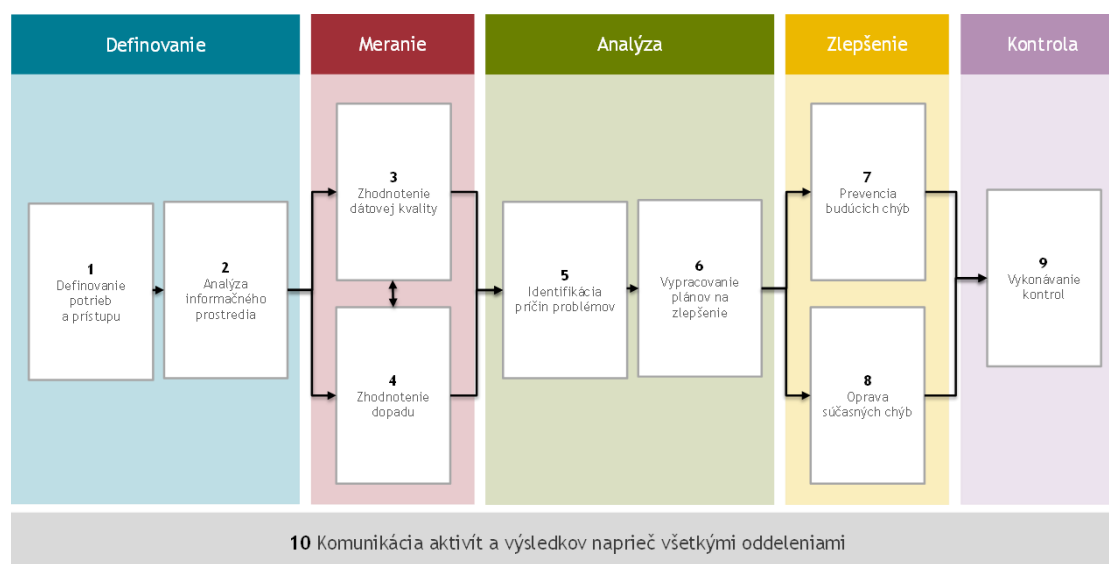 Definovanie
Meranie
Analýza
Zlepšenie
Kontrola
1
Definovanie
potrieb
a prístupu
2
Analýza
informačného
prostredia
3
Zhodnotenie
dátovej kvality
4
Zhodnotenie
dopadu
5
Identifikácia
príčin problémov
6
Vypracovanie
plánov na
zlepšenie
7
Prevencia
budúcich chýb
8
Oprava
súčasných chýb
9
Vykonávanie
kontrol
10 Komunikácia aktivít a výsledkov naprieč všetkými oddeleniami